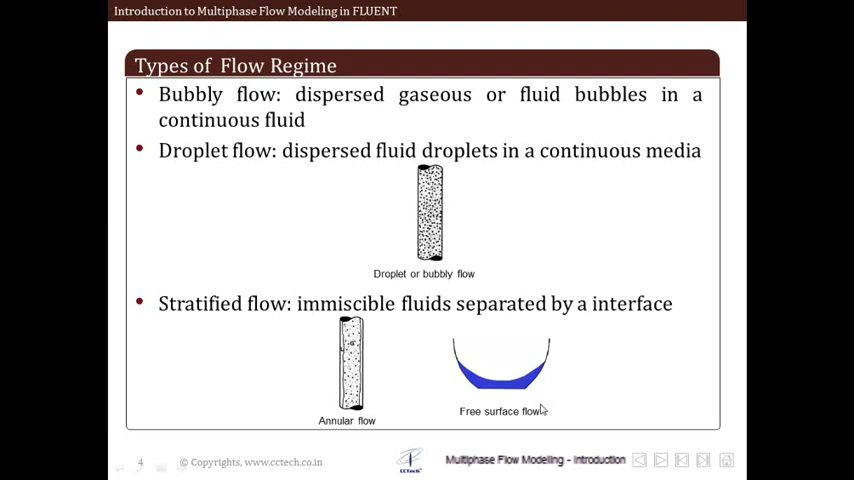 Introduction to Multiphase Flow Modeling in FLUENT
Types of Flow Regime
• Bubbly flow: dispersed gaseous or fluid bubbles in a
continuous fluid
• Droplet flow: dispersed fluid droplets in a continuous media
Droplet or bubbly flow
• Stratified flow: immiscible fluids separated by a interface
Annular flow
Free surface flow
4
© Copyrights, www.cctech.co.in
CCTech
Multiphase Flow Modeling - Introduction